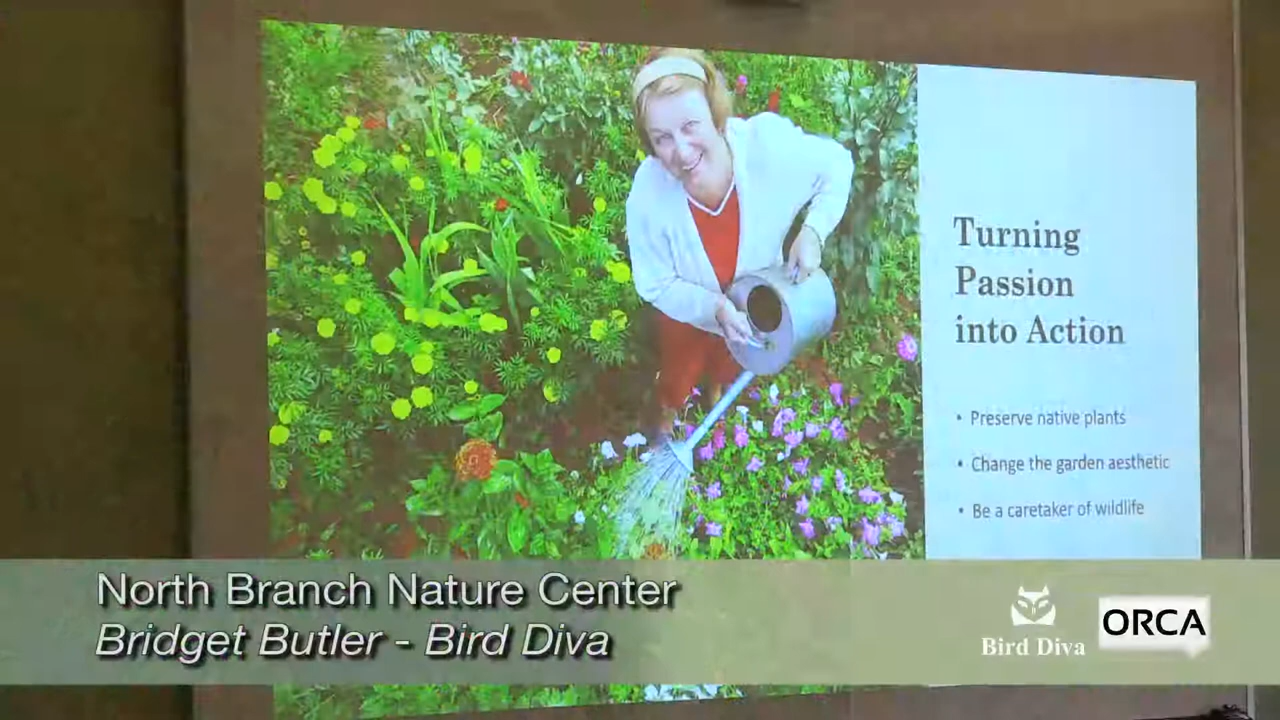 Turning
Passion
into Action
• Preserve native plants
• Change the garden aesthetic
• Be a caretaker of wildlife
North Branch Nature Center
Bridget Butler - Bird Diva
Bird Diva
ORCA